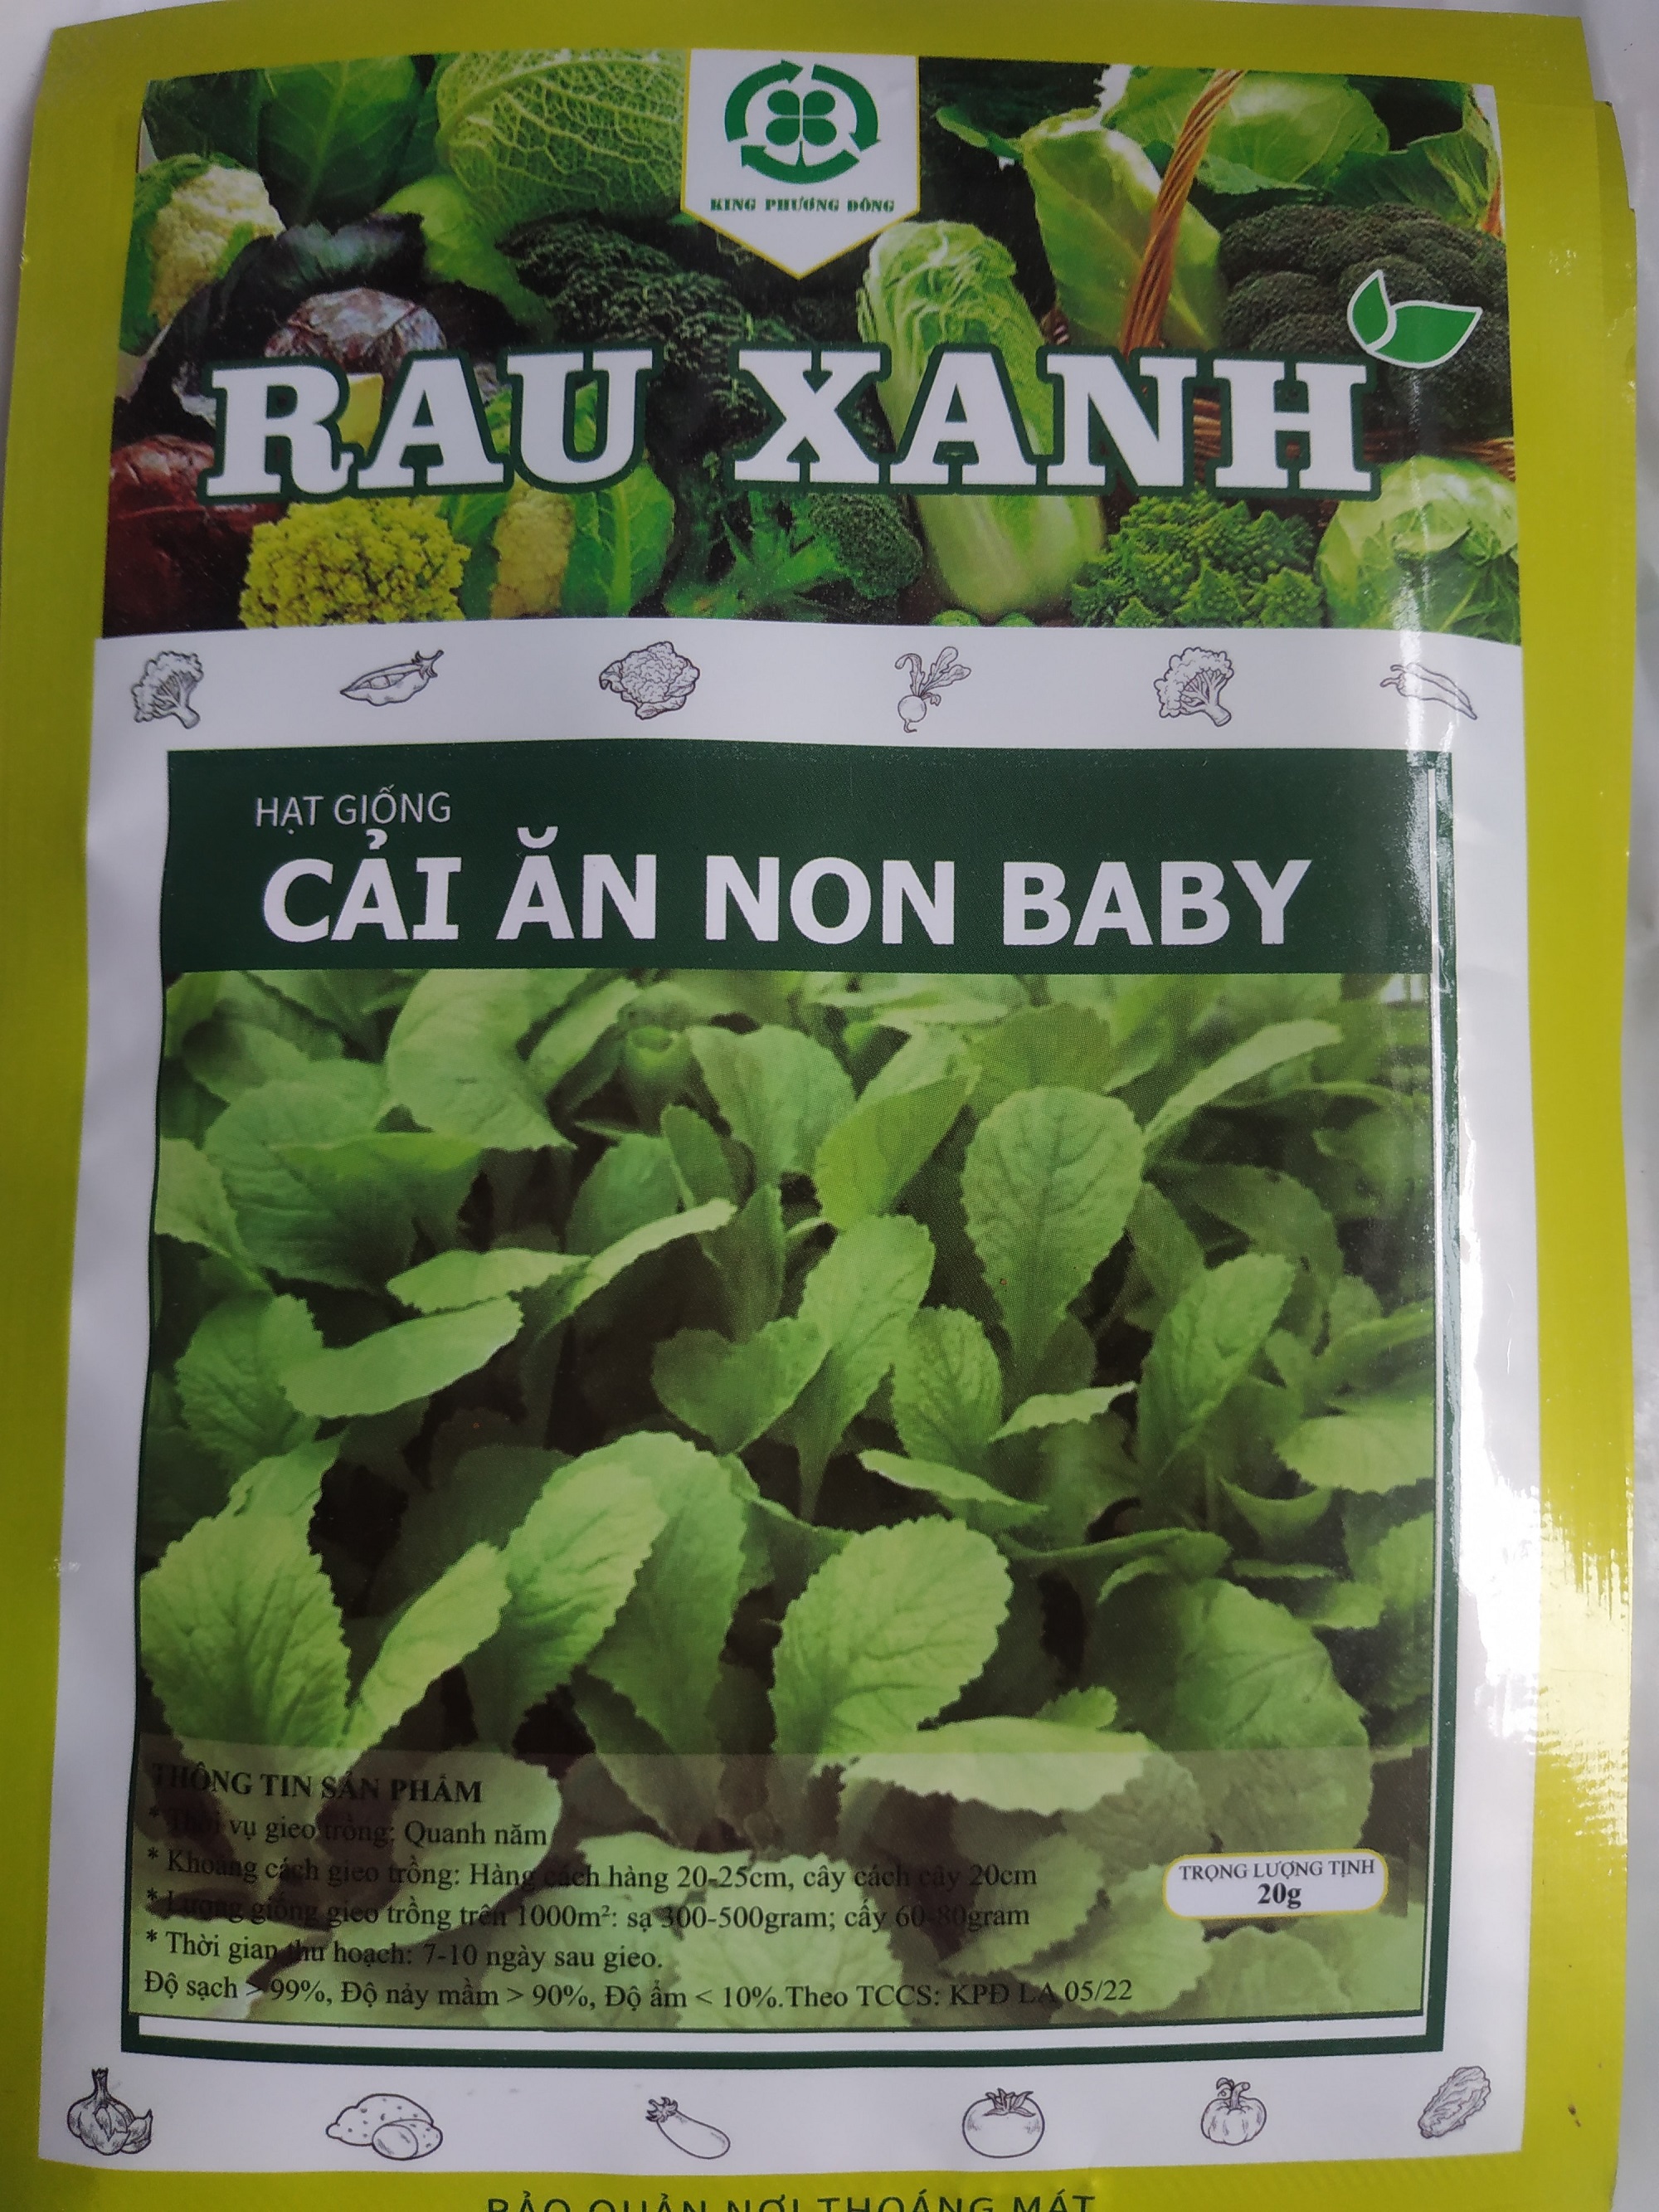 KING PHƯƠNG ĐÔNG
RAU XANH
HẠT GIỐNG
CẢI ĂN NON BABY
THÔNG TIN SẢN PHẨM
* Thời vụ gieo trồng: Quanh năm
* Khoảng cách gieo trồng: Hàng cách hàng 20-25cm, cây cách cây 20cm
* Lượng giống gieo trồng trên 1000m²: sạ 300-500gram; cấy 60-80gram
* Thời gian thu hoạch: 7-10 ngày sau gieo.
Độ sạch > 99%, Độ nảy mầm > 90%, Độ ẩm < 10%.Theo TCCS: KPĐ LA 05/22
TRỌNG LƯỢNG TỊNH
20g
BẢO QUẢN NƠI THOÁNG MÁT